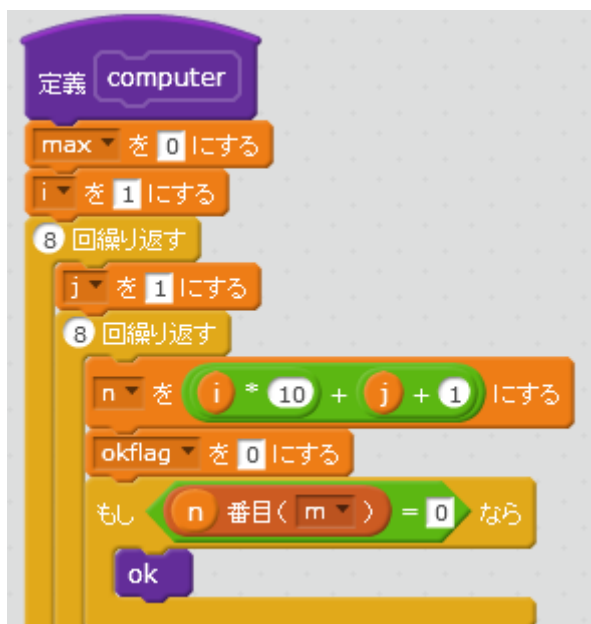 定義 computer
max を 0 にする
i を 1 にする
8 回繰り返す
j を 1 にする
8 回繰り返す
n を i * 10 + j + 1 にする
okflag を 0 にする
もし n 番目( m ) = 0 なら
ok